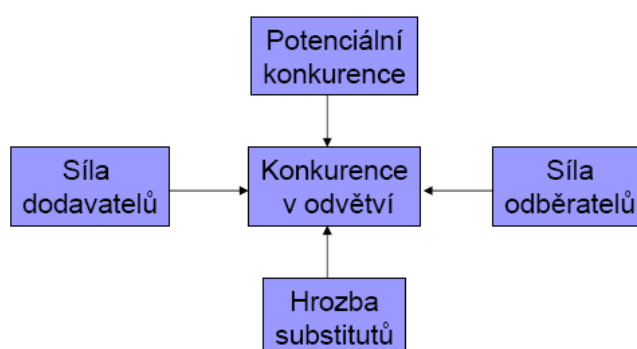 Potenciální
konkurence
Síla
dodavatelů
Konkurence
v odvětví
Síla
odběratelů
Hrozba
substitutů